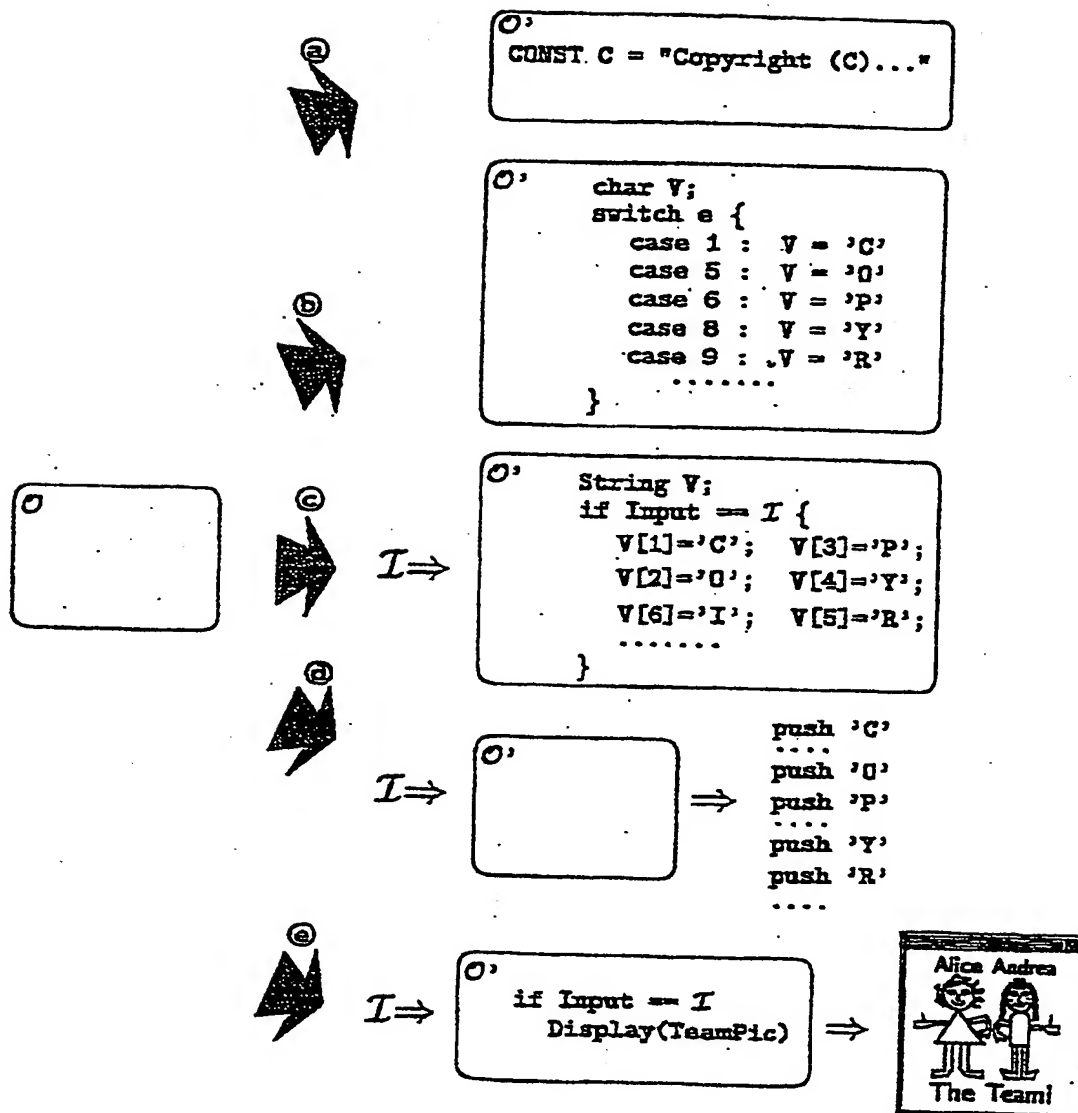 ⓐ
O'
CONST C = "Copyright (C)..."
ⓑ
O'
char V;
switch e {
case 1 : V = 'C'
case 5 : V = 'O'
case 6 : V = 'P'
case 8 : V = 'Y'
case 9 : V = 'R'
.......
}
O
ⓒ
I⇒
O'
String V;
if Input == I {
V[1]='C'; V[3]='P';
V[2]='O'; V[4]='Y';
V[6]='I'; V[5]='R';
.......
}
ⓓ
I⇒
O'
⇒
push 'C'
....
push 'O'
push 'P'
....
push 'Y'
push 'R'
....
ⓔ
I⇒
O'
if Input == I
Display(TeamPic)
⇒
Alice Andrea
The Team!